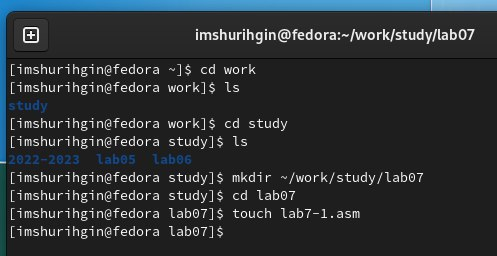 imshurihgin@fedora:~/work/study/lab07
[imshurihgin@fedora ~]$ cd work
[imshurihgin@fedora work]$ ls
study
[imshurihgin@fedora work]$ cd study
[imshurihgin@fedora study]$ ls
2022-2023  lab05  lab06
[imshurihgin@fedora study]$ mkdir ~/work/study/lab07
[imshurihgin@fedora study]$ cd lab07
[imshurihgin@fedora lab07]$ touch lab7-1.asm
[imshurihgin@fedora lab07]$